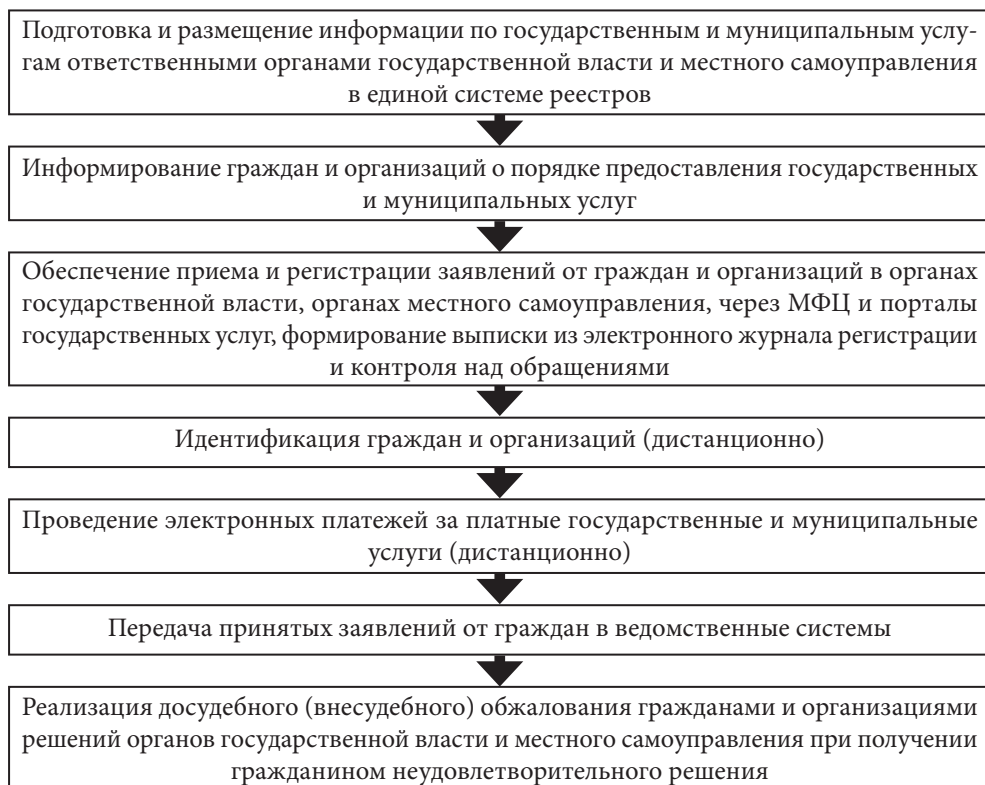 Подготовка и размещение информации по государственным и муниципальным услу-
гам ответственными органами государственной власти и местного самоуправления
в единой системе реестров
Информирование граждан и организаций о порядке предоставления государственных
и муниципальных услуг
Обеспечение приема и регистрации заявлений от граждан и организаций в органах
государственной власти, органах местного самоуправления, через МФЦ и порталы
государственных услуг, формирование выписки из электронного журнала регистрации
и контроля над обращениями
Идентификация граждан и организаций (дистанционно)
Проведение электронных платежей за платные государственные и муниципальные
услуги (дистанционно)
Передача принятых заявлений от граждан в ведомственные системы
Реализация досудебного (внесудебного) обжалования гражданами и организациями
решений органов государственной власти и местного самоуправления при получении
гражданином неудовлетворительного решения